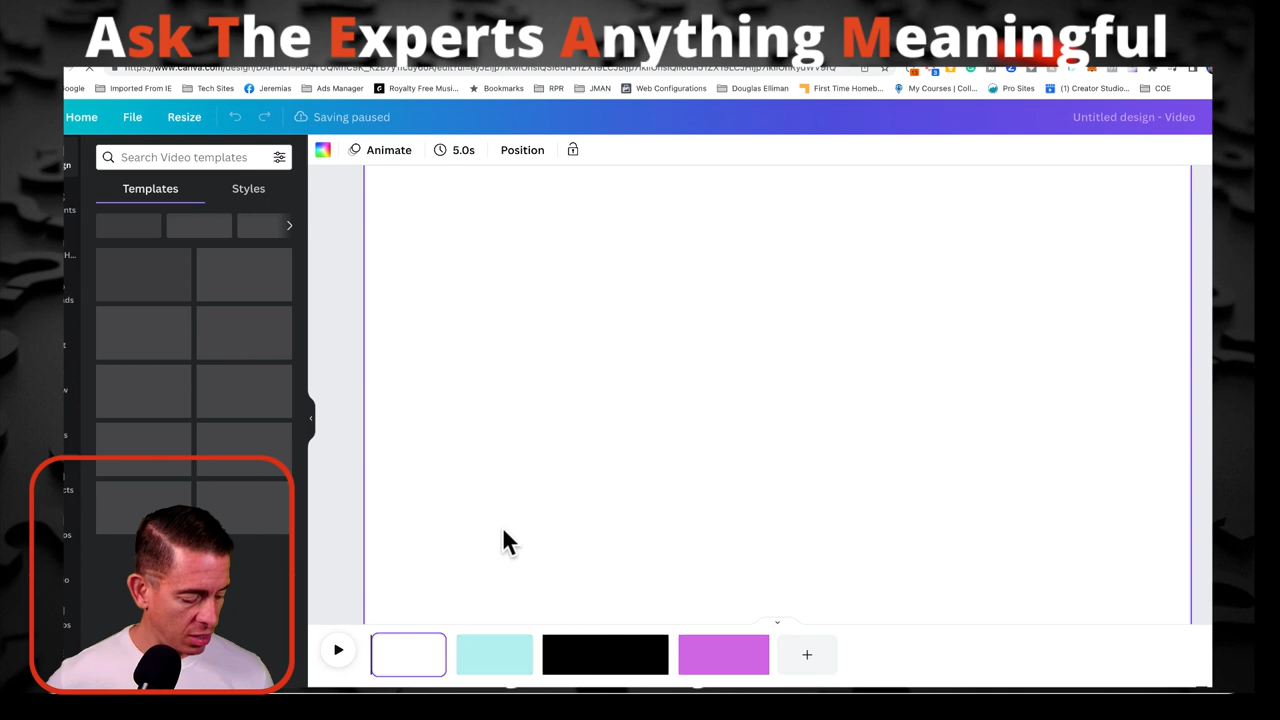 Ask The Experts Anything Meaningful
oogle Imported From IE Tech Sites Jeremias Ads Manager Royalty Free Musi... Bookmarks RPR JMAN Web Configurations Douglas Elliman First Time Homeb... My Courses | Coll... Pro Sites (1) Creator Studio... COE
Home File Resize Saving paused Untitled design - Video
Search Video templates
Animate 5.0s Position
Templates Styles